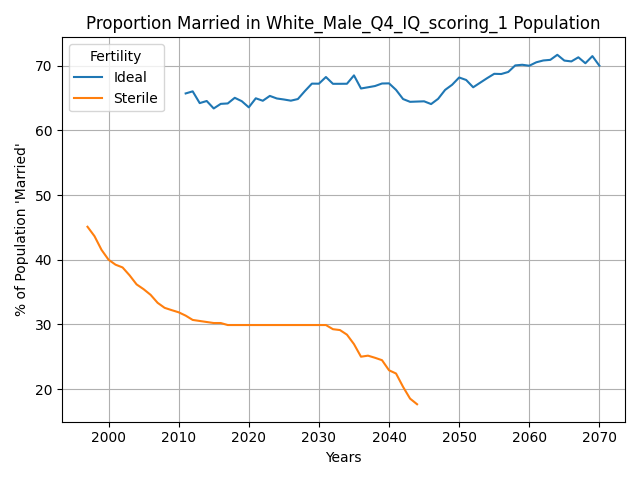 Proportion Married in White_Male_Q4_IQ_scoring_1 Population
Fertility
Ideal
Sterile
% of Population 'Married'
70
60
50
40
30
20
2000 2010 2020 2030 2040 2050 2060 2070
Years